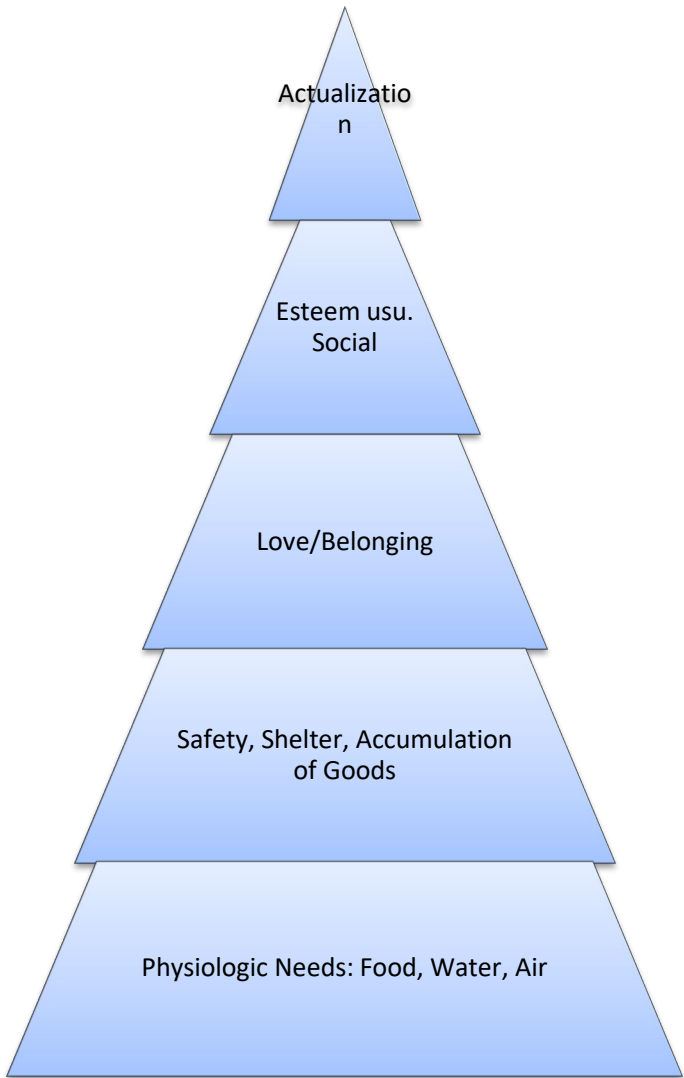 Actualizatio
n
Esteem usu.
Social
Love/Belonging
Safety, Shelter, Accumulation
of Goods
Physiologic Needs: Food, Water, Air